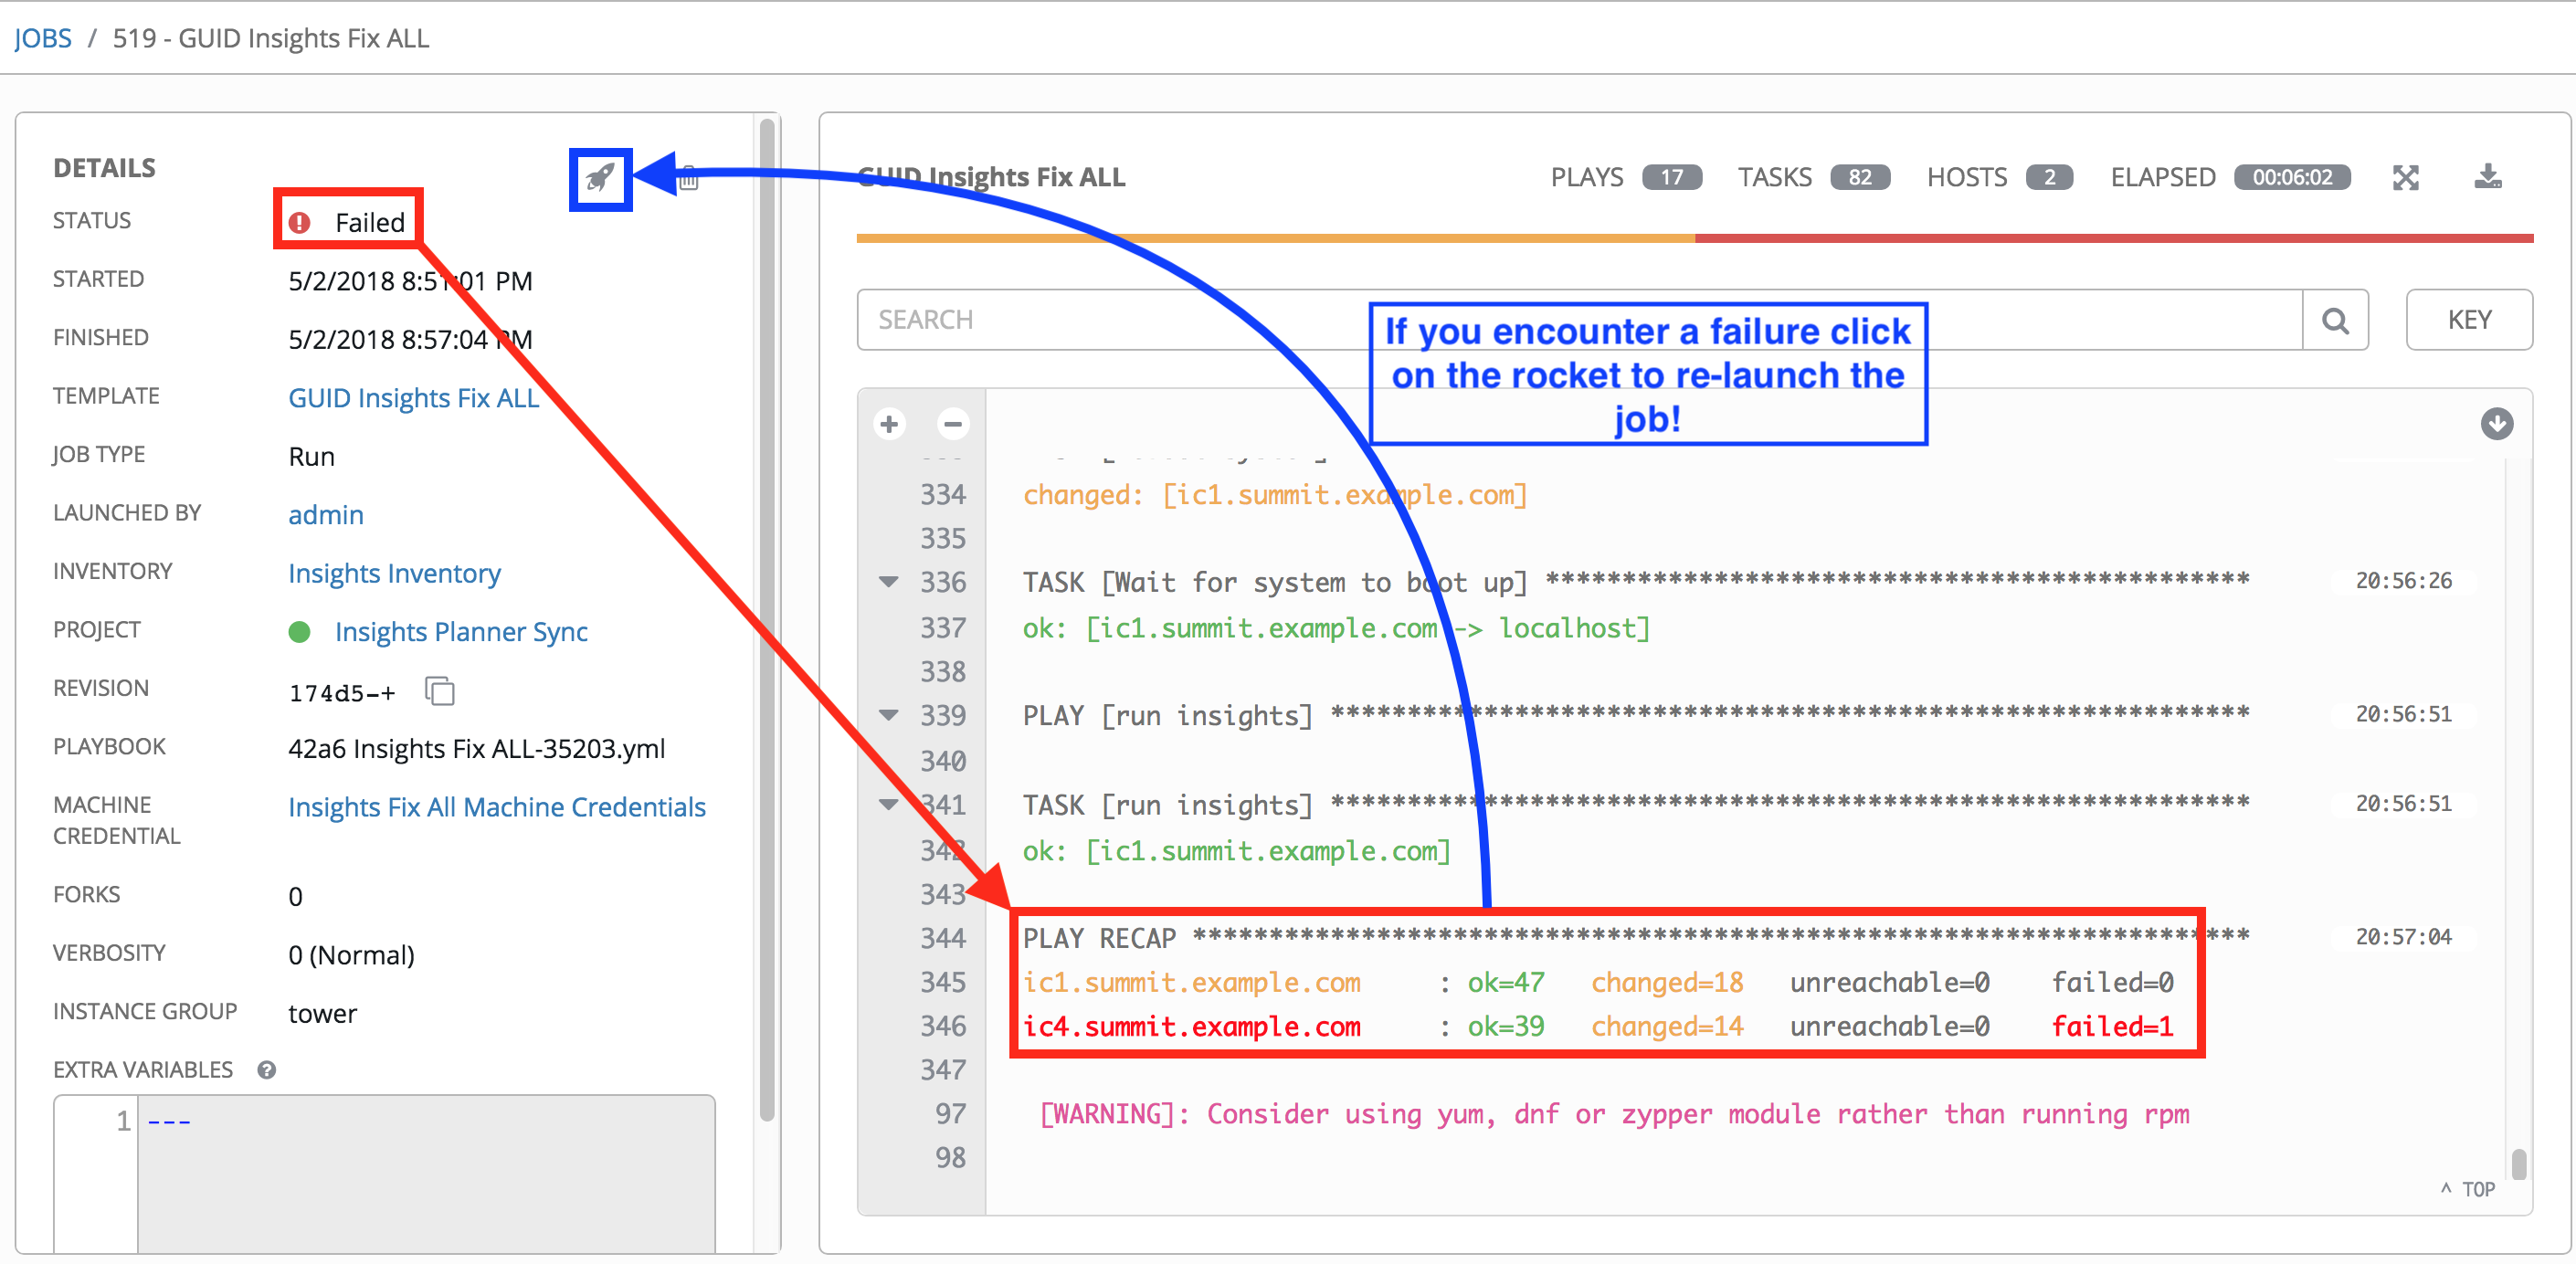 JOBS / 519 - GUID Insights Fix ALL
DETAILS
STATUS Failed
STARTED 5/2/2018 8:51:01 PM
FINISHED 5/2/2018 8:57:04 PM
TEMPLATE GUID Insights Fix ALL
JOB TYPE Run
LAUNCHED BY admin
INVENTORY Insights Inventory
PROJECT Insights Planner Sync
REVISION 174d5-+
PLAYBOOK 42a6 Insights Fix ALL-35203.yml
MACHINE CREDENTIAL Insights Fix All Machine Credentials
FORKS 0
VERBOSITY 0 (Normal)
INSTANCE GROUP tower
EXTRA VARIABLES ?
1 ---
GUID Insights Fix ALL PLAYS 17 TASKS 82 HOSTS 2 ELAPSED 00:06:02
SEARCH KEY
If you encounter a failure click
on the rocket to re-launch the
job!
334 changed: [ic1.summit.example.com]
335
336 TASK [Wait for system to boot up] ********************************************** 20:56:26
337 ok: [ic1.summit.example.com -> localhost]
338
339 PLAY [run insights] ************************************************************ 20:56:51
340
341 TASK [run insights] ************************************************************ 20:56:51
342 ok: [ic1.summit.example.com]
343
344 PLAY RECAP ********************************************************************* 20:57:04
345 ic1.summit.example.com : ok=47 changed=18 unreachable=0 failed=0
346 ic4.summit.example.com : ok=39 changed=14 unreachable=0 failed=1
347
97 [WARNING]: Consider using yum, dnf or zypper module rather than running rpm
98
^ TOP